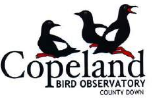 Copeland
BIRD OBSERVATORY
COUNTY DOWN